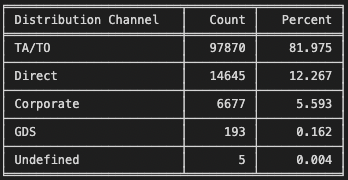 Distribution Channel Count Percent
TA/TO 97870 81.975
Direct 14645 12.267
Corporate 6677 5.593
GDS 193 0.162
Undefined 5 0.004